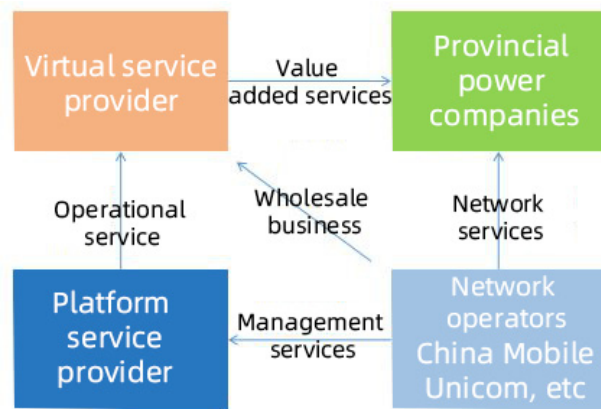 Virtual service
provider
Value
added services
Provincial
power
companies
Operational
service
Wholesale
business
Network
services
Platform
service
provider
Management
services
Network
operators
China Mobile
Unicom, etc